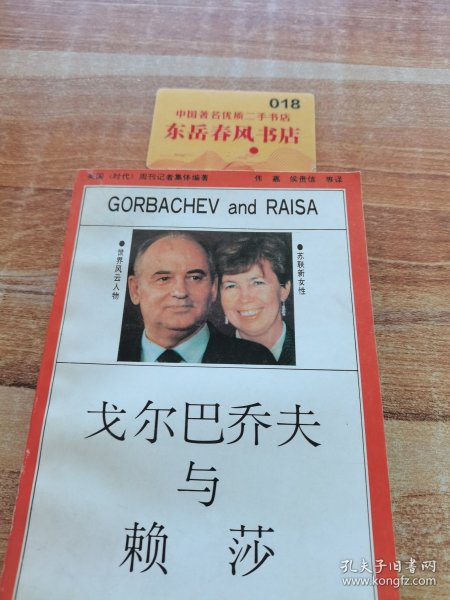 018
中国著名优质二手书店
东岳春风书店
美国《时代》周刊记者集体编著 伟嘉 侯贵信 等译
GORBACHEV and RAISA
●世界风云人物
●苏联新女性
戈尔巴乔夫
与
赖莎
孔夫子旧书网
www.kongfz.com